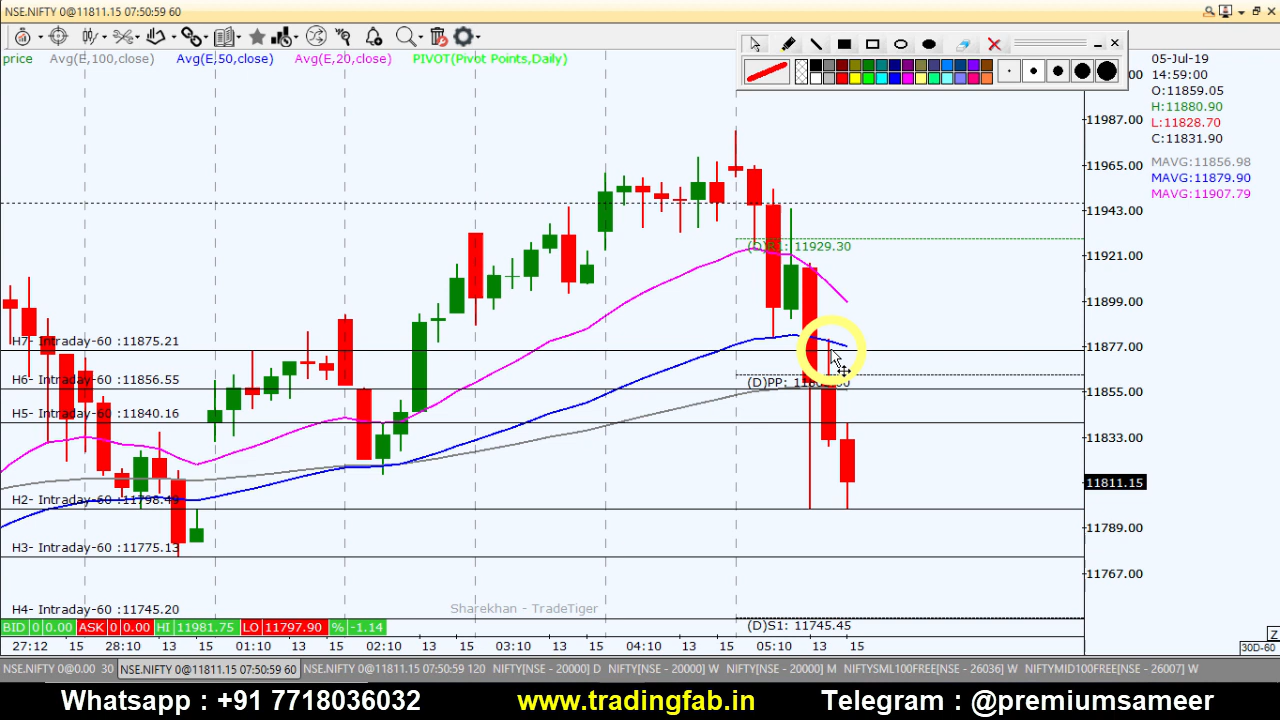 NSE.NIFTY 0@11811.15 07:50:59 60
price Avg(E,100,close) Avg(E,50,close) Avg(E,20,close) PIVOT(Pivot Points,Daily)
05-Jul-19
14:59:00
O:11859.05
H:11880.90
L:11828.70
C:11831.90
MAVG:11856.98
MAVG:11879.90
MAVG:11907.79
11987.00
11965.00
11943.00
11921.00
11899.00
11877.00
11855.00
11833.00
11811.15
11789.00
11767.00
11929.30
H7- Intraday-60 :11875.21
H6- Intraday-60 :11856.55
(D)PP:
H5- Intraday-60 :11840.16
H2- Intraday-60 :11798.49
H3- Intraday-60 :11775.13
H4- Intraday-60 :11745.20
Sharekhan - TradeTiger
(D)S1: 11745.45
BID 0 0.00 ASK 0 0.00 HI 11981.75 LO 11797.90 % -1.14
27:12 15 28:10 13 15 01:10 13 15 02:10 13 15 03:10 13 15 04:10 13 15 05:10 13 15
Z
30D-60
NSE.NIFTY 0@0.00 30 NSE.NIFTY 0@11811.15 07:50:59 60 NSE.NIFTY 0@11811.15 07:50:59 120 NIFTY[NSE - 20000] D NIFTY[NSE - 20000] W NIFTY[NSE - 20000] M NIFTYSML100FREE[NSE - 26036] W NIFTYMID100FREE[NSE - 26007] W
Whatsapp : +91 7718036032 www.tradingfab.in Telegram : @premiumsameer